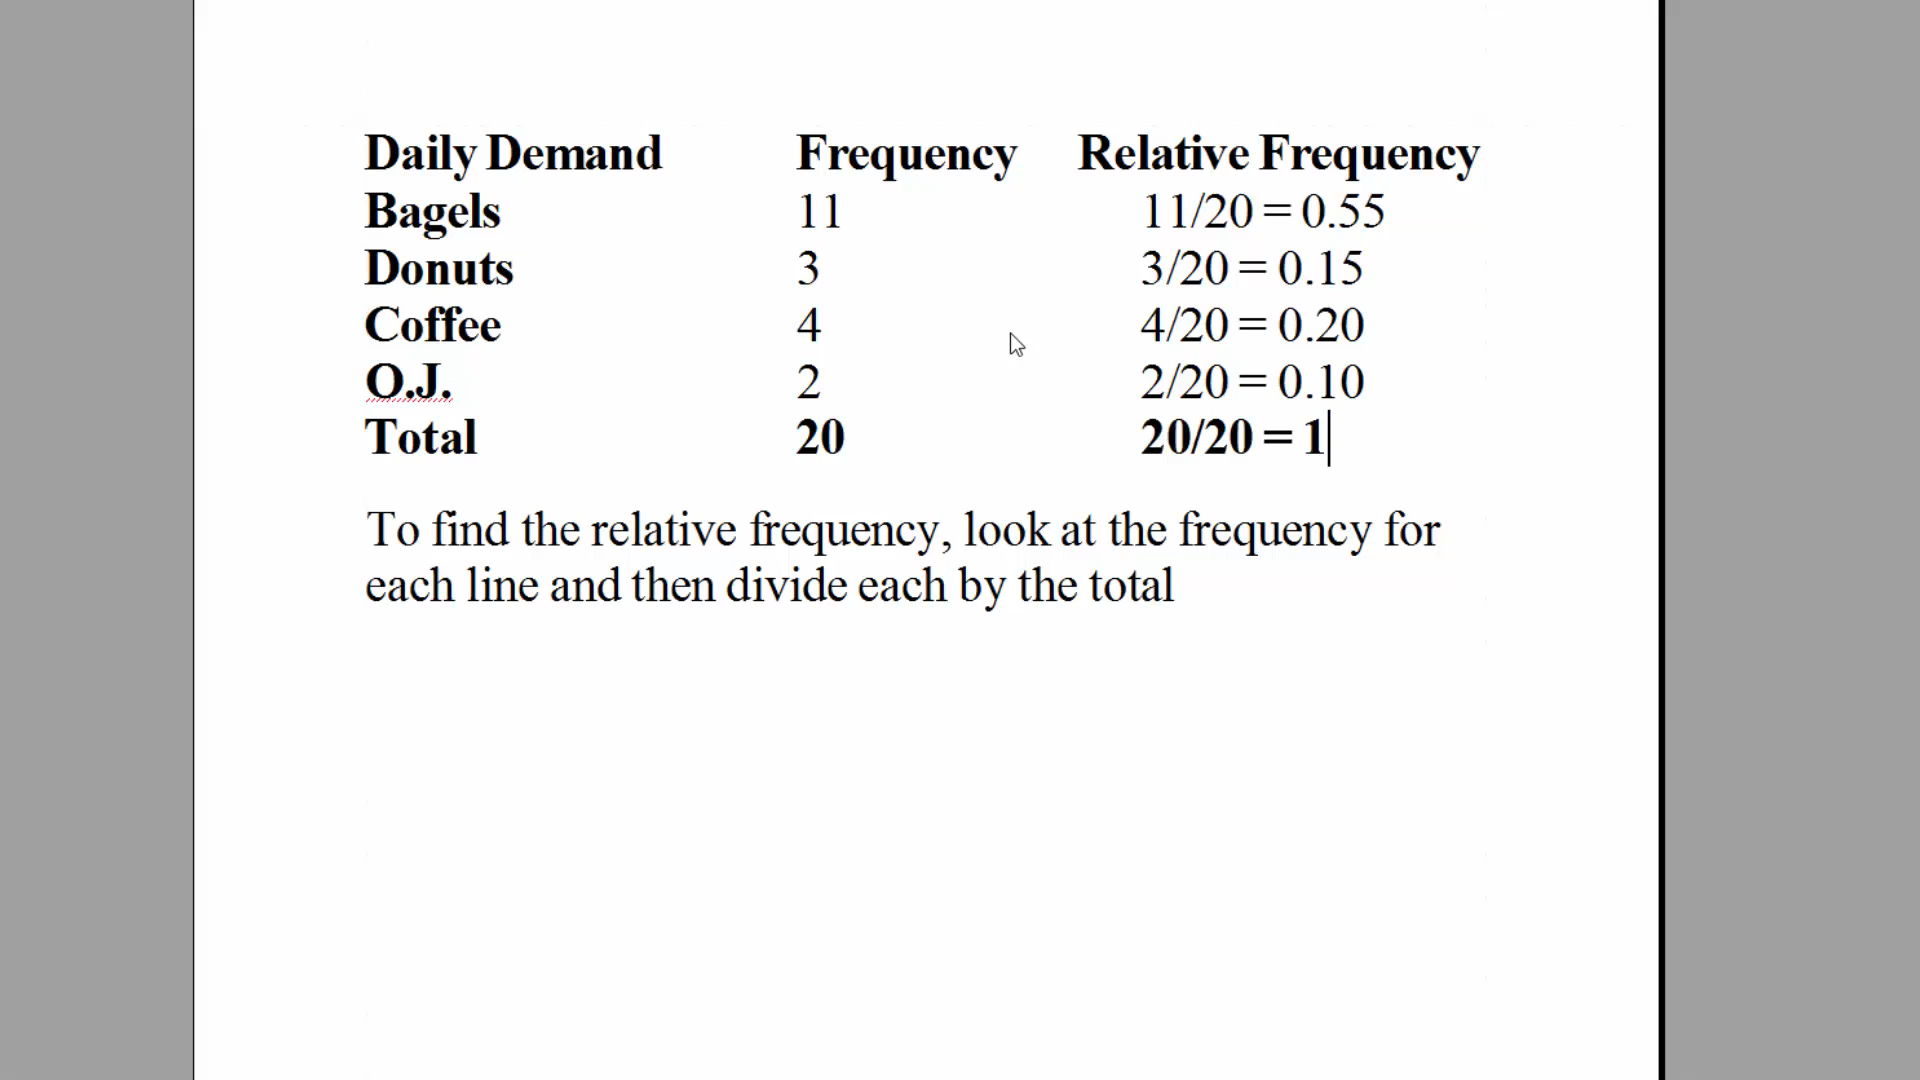 Daily Demand Frequency Relative Frequency
Bagels 11 11/20 = 0.55
Donuts 3 3/20 = 0.15
Coffee 4 4/20 = 0.20
O.J. 2 2/20 = 0.10
Total 20 20/20 = 1
To find the relative frequency, look at the frequency for
each line and then divide each by the total